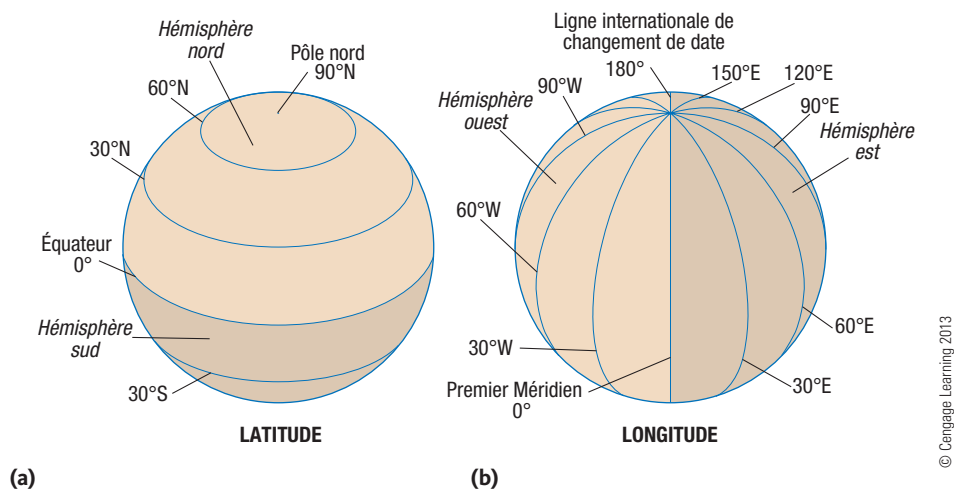 Hémisphère
nord
Pôle nord
90°N
60°N
30°N
Équateur
0°
Hémisphère
sud
30°S
LATITUDE
(a)
Ligne internationale de
changement de date
180°
150°E
120°E
90°W
90°E
Hémisphère
ouest
Hémisphère
est
60°W
60°E
30°W
30°E
Premier Méridien
0°
LONGITUDE
(b)
© Cengage Learning 2013